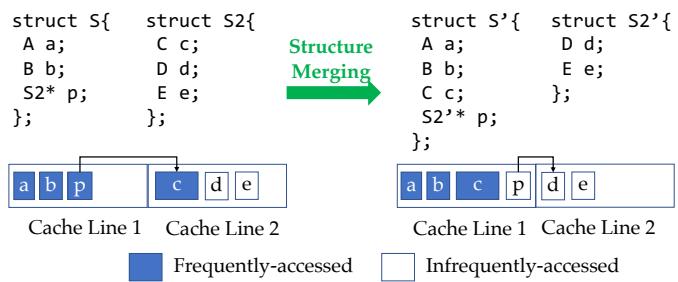 struct S{
A a;
B b;
S2* p;
};
struct S2{
C c;
D d;
E e;
};
Structure
Merging
struct S’{
A a;
B b;
C c;
S2’* p;
};
struct S2’{
D d;
E e;
};
a b p c d e
Cache Line 1 Cache Line 2
a b c p d e
Cache Line 1 Cache Line 2
Frequently-accessed Infrequently-accessed